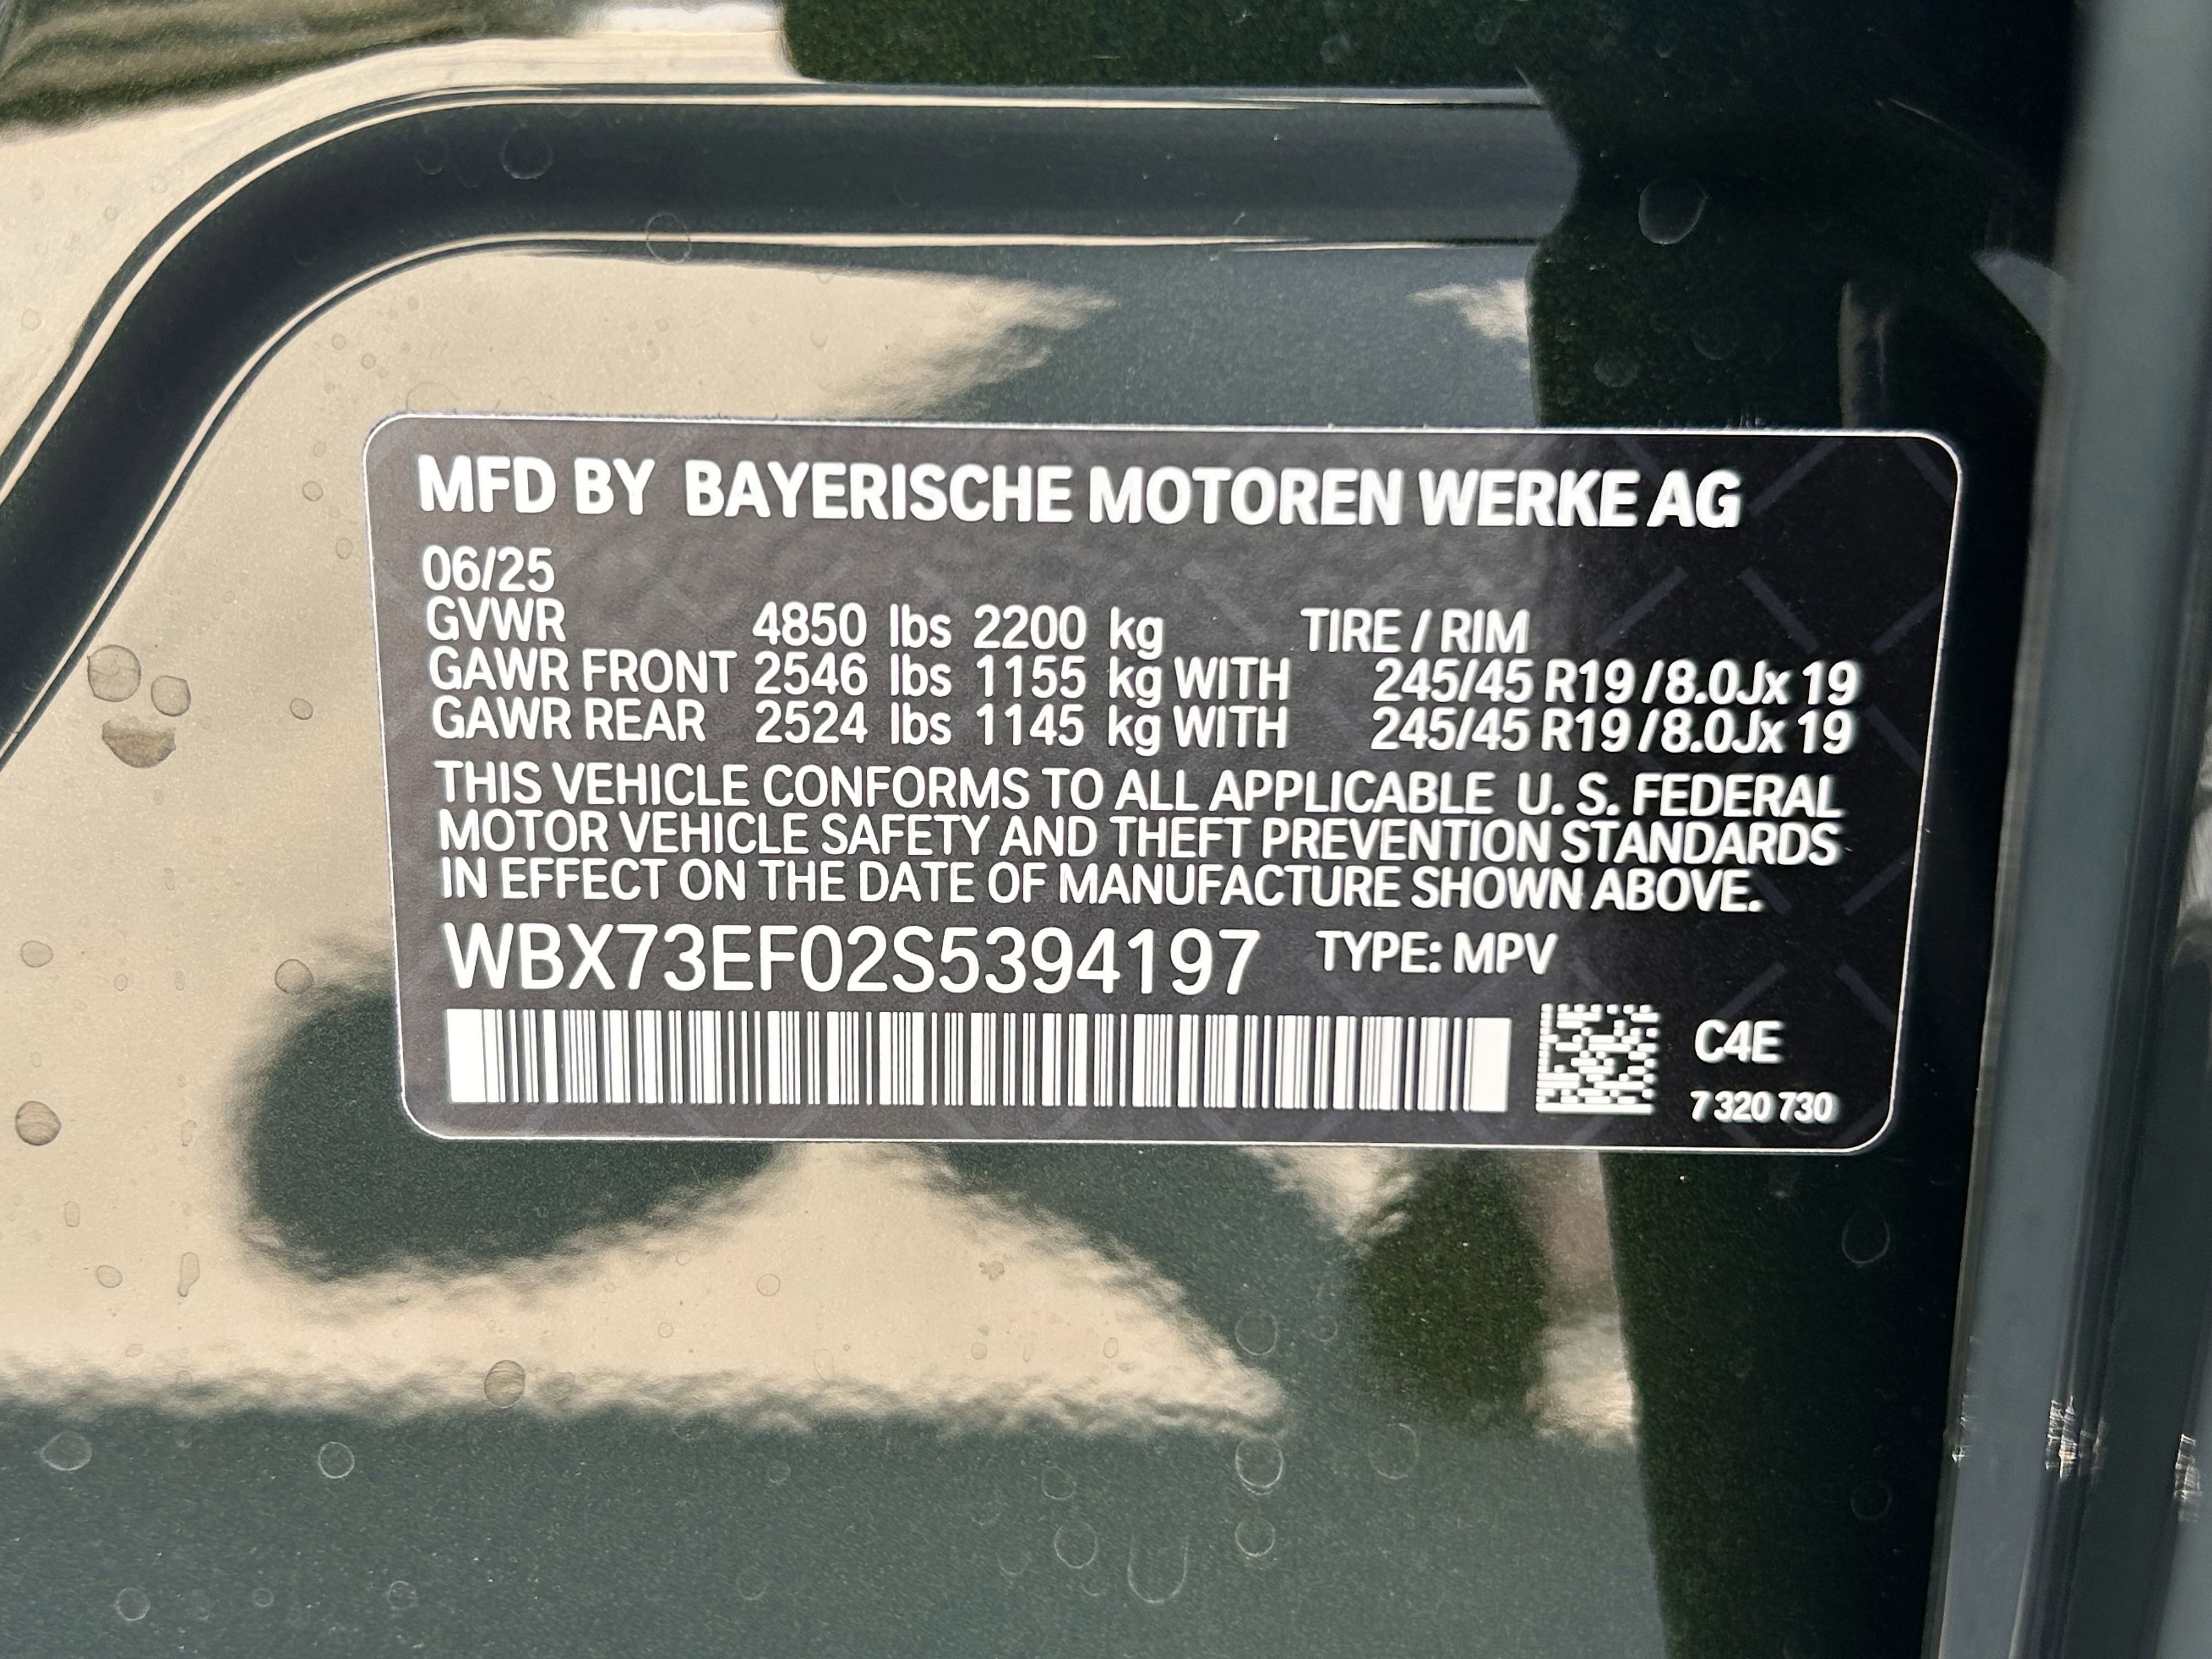 MFD BY BAYERISCHE MOTOREN WERKE AG
06/25
GVWR 4850 lbs 2200 kg TIRE / RIM
GAWR FRONT 2546 lbs 1155 kg WITH 245/45 R19 /8.0Jx 19
GAWR REAR 2524 lbs 1145 kg WITH 245/45 R19 /8.0Jx 19
THIS VEHICLE CONFORMS TO ALL APPLICABLE U. S. FEDERAL
MOTOR VEHICLE SAFETY AND THEFT PREVENTION STANDARDS
IN EFFECT ON THE DATE OF MANUFACTURE SHOWN ABOVE.
WBX73EF02S5394197 TYPE: MPV
C4E
7 320 730